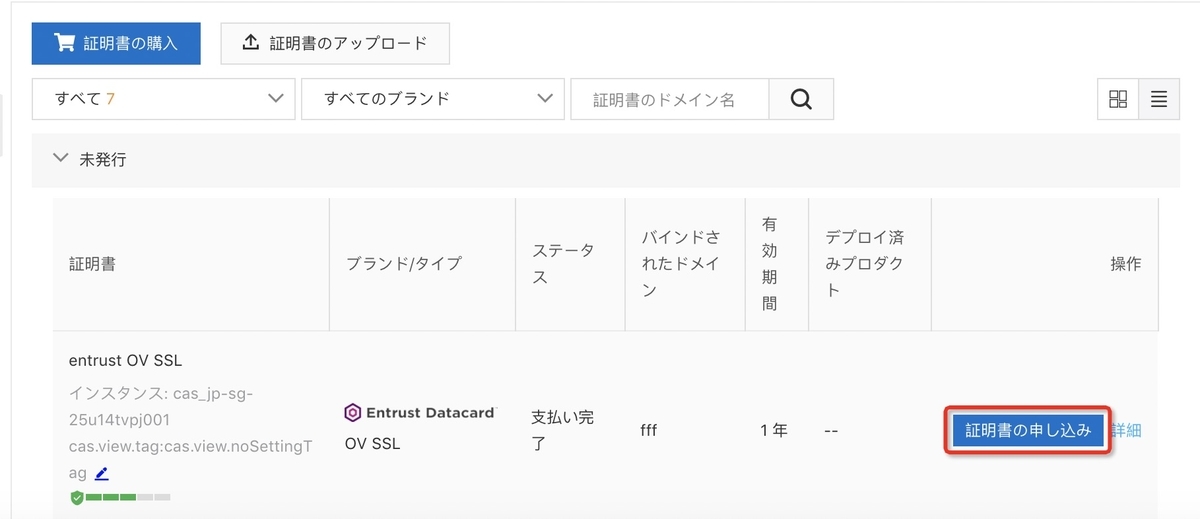 証明書の購入
証明書のアップロード
すべて 7
すべてのブランド
証明書のドメイン名
未発行
証明書
ブランド/タイプ
ステータ
ス
バインドさ
れたドメイ
ン
有
効
期
間
デプロイ済
みプロダク
ト
操作
entrust OV SSL
インスタンス: cas_jp-sg-
25u14tvpj001
cas.view.tag:cas.view.noSettingT
ag
Entrust Datacard
OV SSL
支払い完
了
fff
1 年
--
証明書の申し込み
詳細